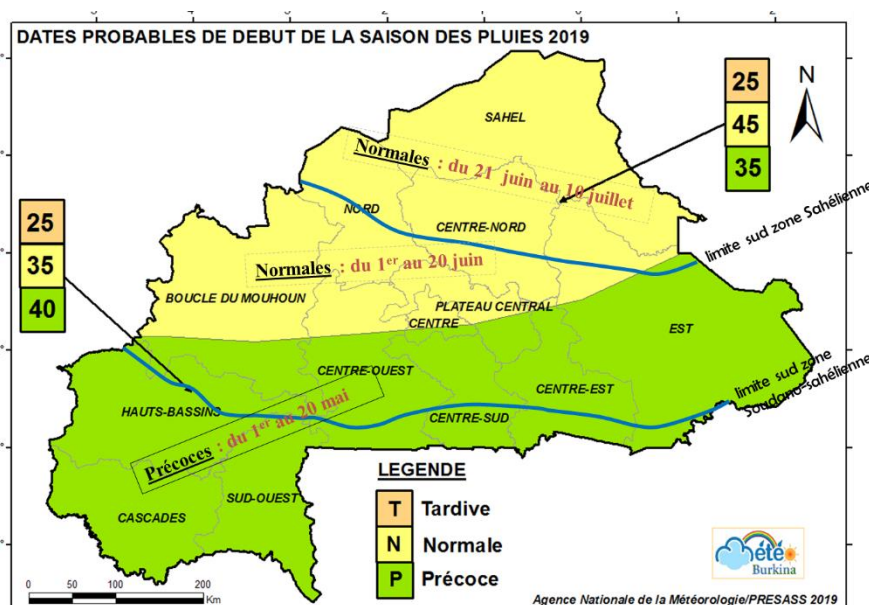 DATES PROBABLES DE DEBUT DE LA SAISON DES PLUIES 2019
25
45
35
N
SAHEL
Normales : du 21 juin au 10 juillet
NORD
CENTRE-NORD
limite sud zone Sahélienne
25
35
40
Normales : du 1er au 20 juin
BOUCLE DU MOUHOUN
PLATEAU CENTRAL
CENTRE
EST
CENTRE-OUEST
CENTRE-EST
limite sud zone
Soudano-sahélienne
HAUTS-BASSINS
CENTRE-SUD
Précoces : du 1er au 20 mai
SUD-OUEST
CASCADES
LEGENDE
T Tardive
N Normale
P Précoce
0 50 100 200
Km
été
Burkina
Agence Nationale de la Météorologie/PRESASS 2019